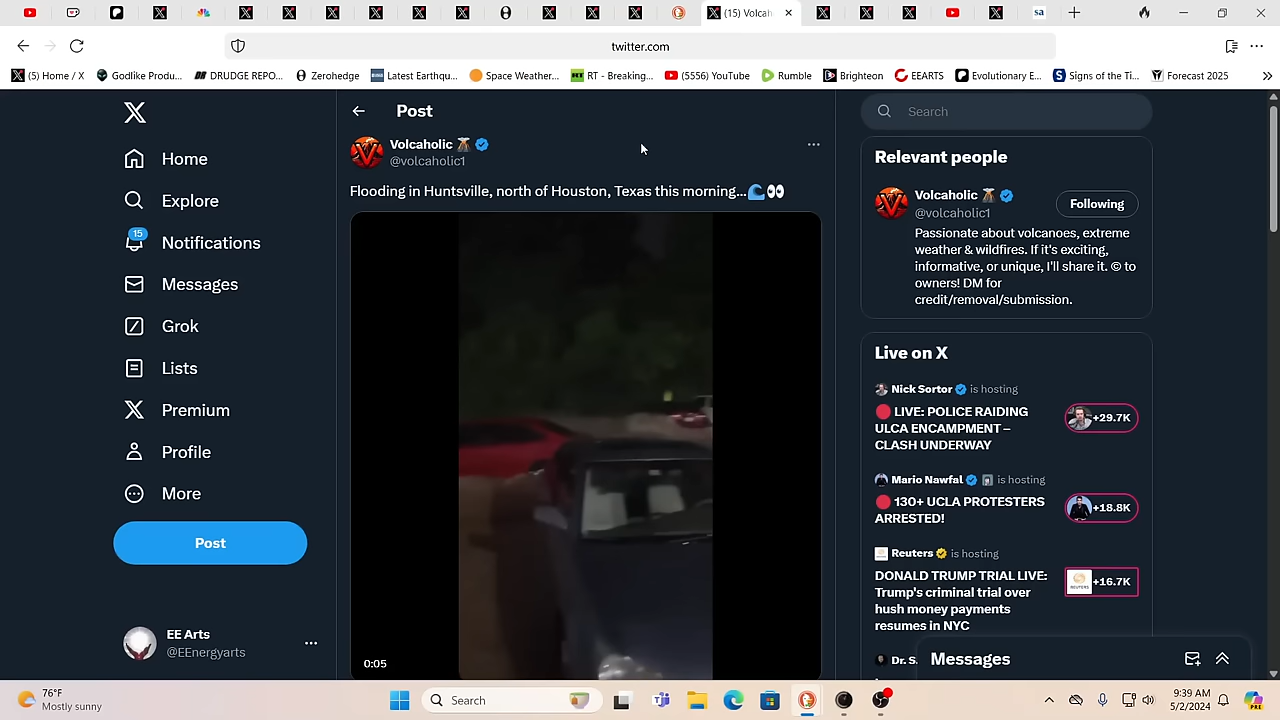 (15) Volcah
sa
twitter.com
(5) Home / X
Godlike Produ...
DRUDGE REPO...
Zerohedge
Latest Earthqu...
Space Weather...
RT - Breaking...
(5556) YouTube
Rumble
Brighteon
EEARTS
Evolutionary E...
Signs of the Ti...
Forecast 2025
Home
Explore
15
Notifications
Messages
Grok
Lists
Premium
Profile
More
Post
EE Arts
@EEnergyarts
Post
Volcaholic
@volcaholic1
Flooding in Huntsville, north of Houston, Texas this morning...
0:05
Search
Relevant people
Volcaholic
@volcaholic1
Following
Passionate about volcanoes, extreme
weather & wildfires. If it's exciting,
informative, or unique, I'll share it. © to
owners! DM for
credit/removal/submission.
Live on X
Nick Sortor is hosting
LIVE: POLICE RAIDING
ULCA ENCAMPMENT –
CLASH UNDERWAY
+29.7K
Mario Nawfal is hosting
130+ UCLA PROTESTERS
ARRESTED!
+18.8K
Reuters is hosting
DONALD TRUMP TRIAL LIVE:
Trump's criminal trial over
hush money payments
resumes in NYC
+16.7K
Dr. S.
Messages
76°F
Mostly sunny
Search
9:39 AM
5/2/2024